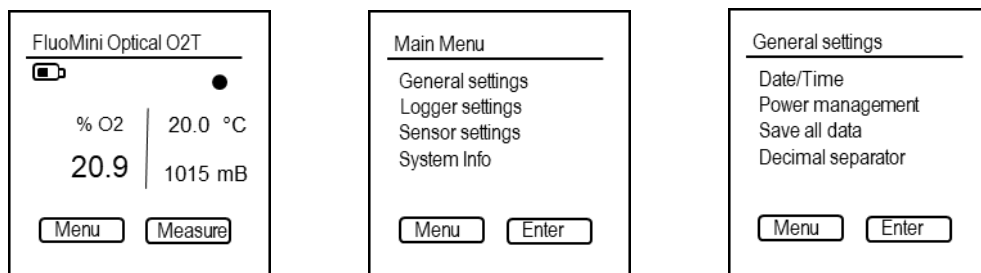 FluoMini Optical O2T
% O2 20.0 °C
20.9 1015 mB
Menu Measure
Main Menu
General settings
Logger settings
Sensor settings
System Info
Menu Enter
General settings
Date/Time
Power management
Save all data
Decimal separator
Menu Enter